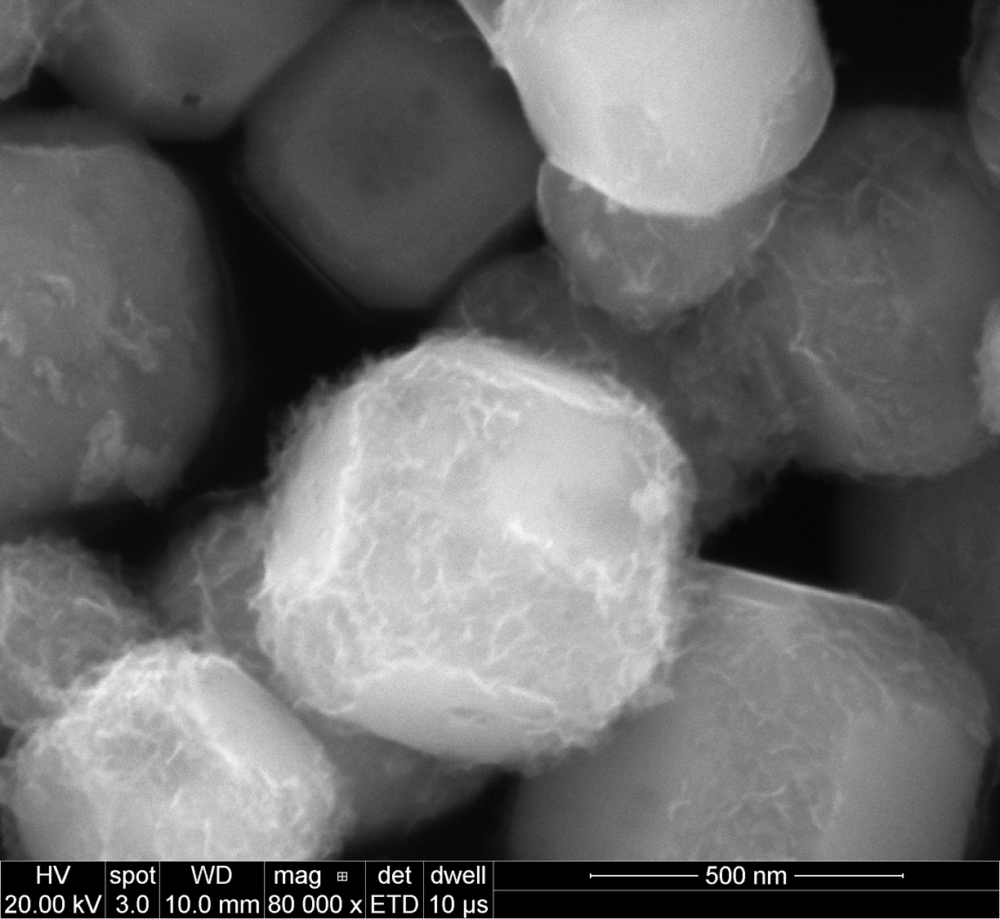 HV spot WD mag ⊞ det dwell
20.00 kV 3.0 10.0 mm 80 000 x ETD 10 µs
500 nm